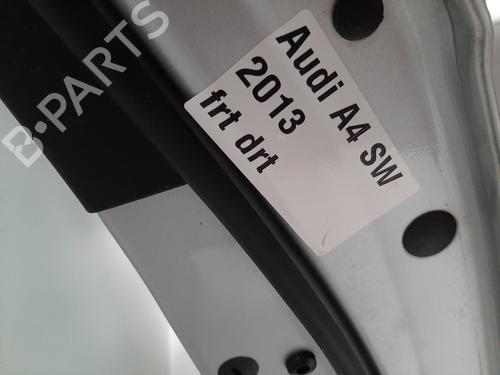 Audi A4 SW
2013
frt drt
B-PARTS